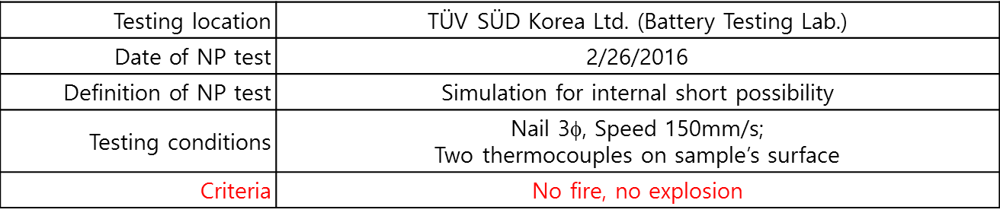 Testing location TÜV SÜD Korea Ltd. (Battery Testing Lab.)
Date of NP test 2/26/2016
Definition of NP test Simulation for internal short possibility
Testing conditions Nail 3ϕ, Speed 150mm/s;
Two thermocouples on sample’s surface
Criteria No fire, no explosion